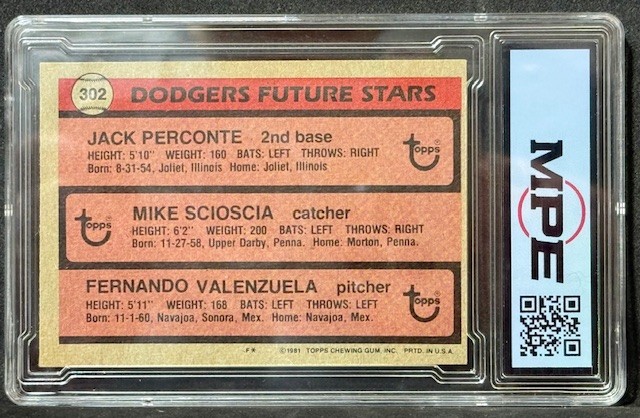 302 DODGERS FUTURE STARS
JACK PERCONTE 2nd base
HEIGHT: 5'10" WEIGHT: 160 BATS: LEFT THROWS: RIGHT
Born: 8-31-54, Joliet, Illinois Home: Joliet, Illinois
topps®
MIKE SCIOSCIA catcher
HEIGHT: 6'2" WEIGHT: 200 BATS: LEFT THROWS: RIGHT
Born: 11-27-58, Upper Darby, Penna. Home: Morton, Penna.
topps®
FERNANDO VALENZUELA pitcher
HEIGHT: 5'11" WEIGHT: 168 BATS: LEFT THROWS: LEFT
Born: 11-1-60, Navajoa, Sonora, Mex. Home: Navajoa, Mex.
topps®
F* ©1981 TOPPS CHEWING GUM, INC. PRTD. IN U.S.A.
MPE